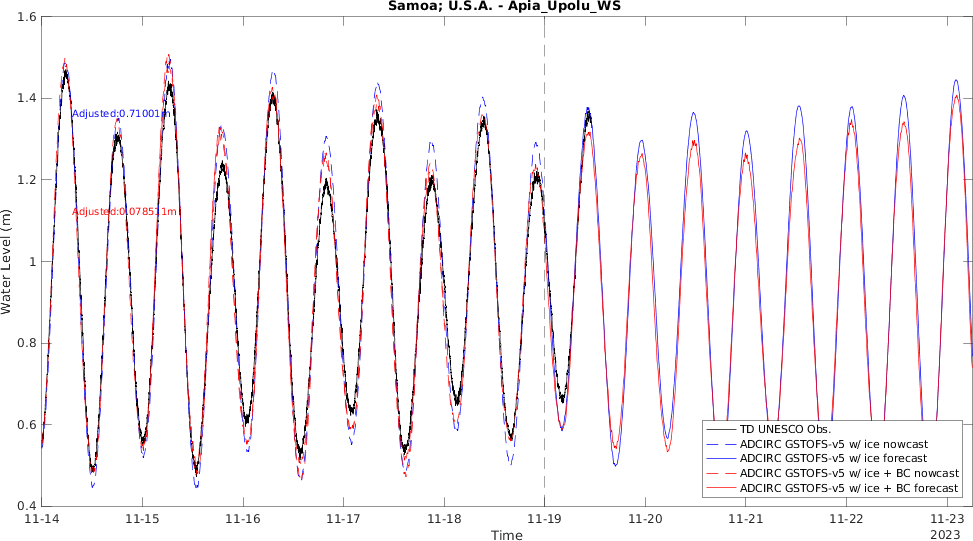 Samoa; U.S.A. - Apia_Upolu_WS
1.6
1.4
1.2
1
0.8
0.6
0.4
Water Level (m)
Adjusted:0.71001m
Adjusted:0.078511m
TD UNESCO Obs.
ADCIRC GSTOFS-v5 w/ ice nowcast
ADCIRC GSTOFS-v5 w/ ice forecast
ADCIRC GSTOFS-v5 w/ ice + BC nowcast
ADCIRC GSTOFS-v5 w/ ice + BC forecast
11-14 11-15 11-16 11-17 11-18 11-19 11-20 11-21 11-22 11-23
2023
Time